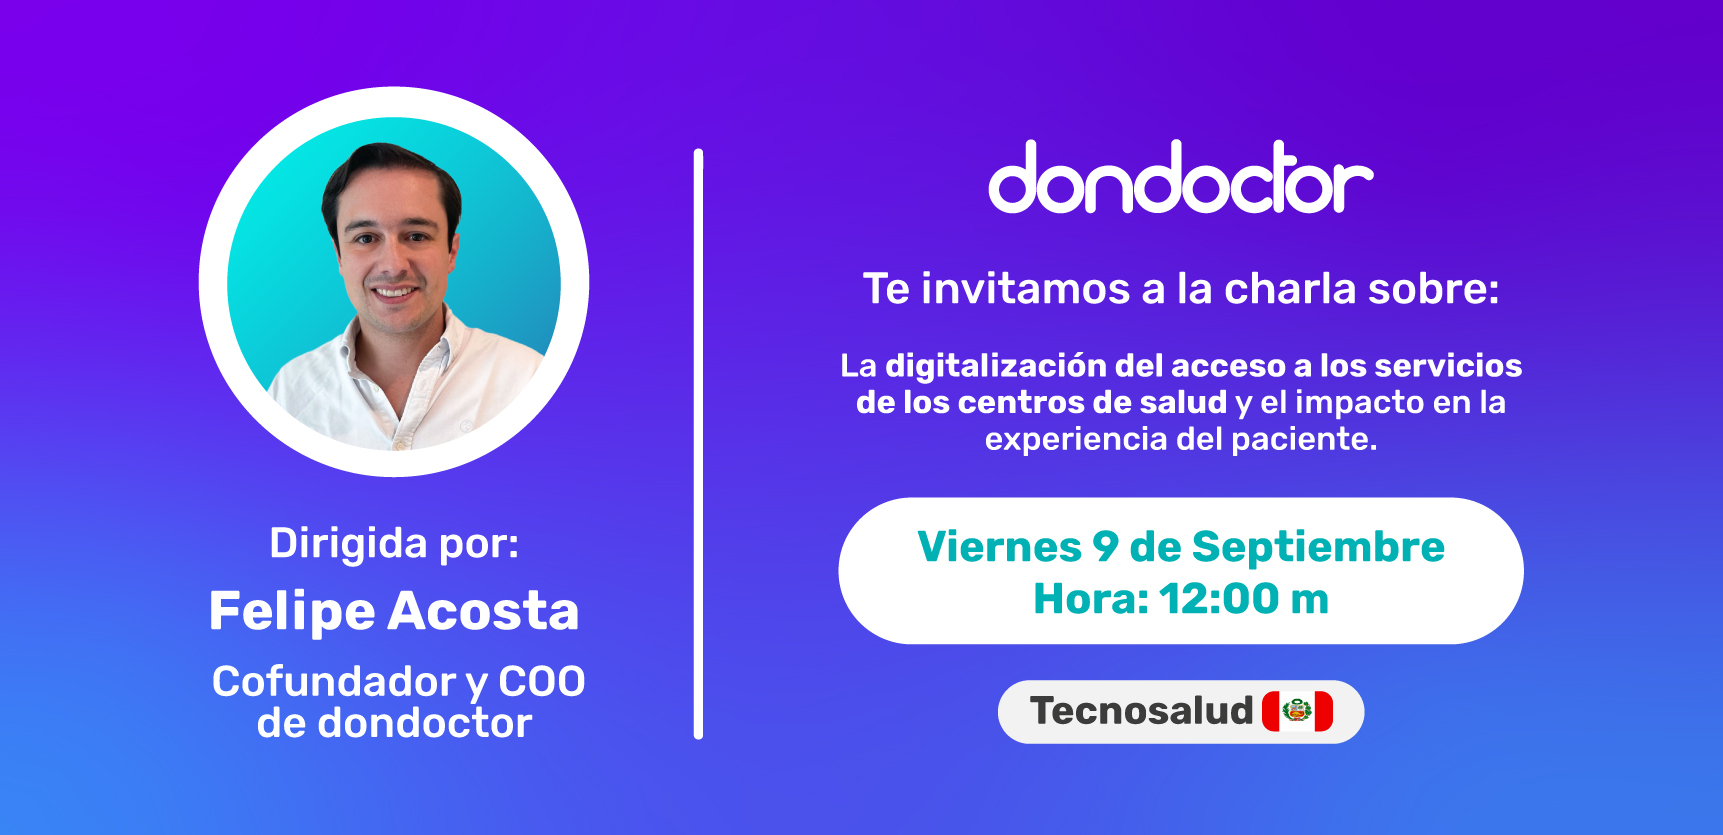 Dirigida por:
Felipe Acosta
Cofundador y COO
de dondoctor
dondoctor
Te invitamos a la charla sobre:
La digitalización del acceso a los servicios
de los centros de salud y el impacto en la
experiencia del paciente.
Viernes 9 de Septiembre
Hora: 12:00 m
Tecnosalud